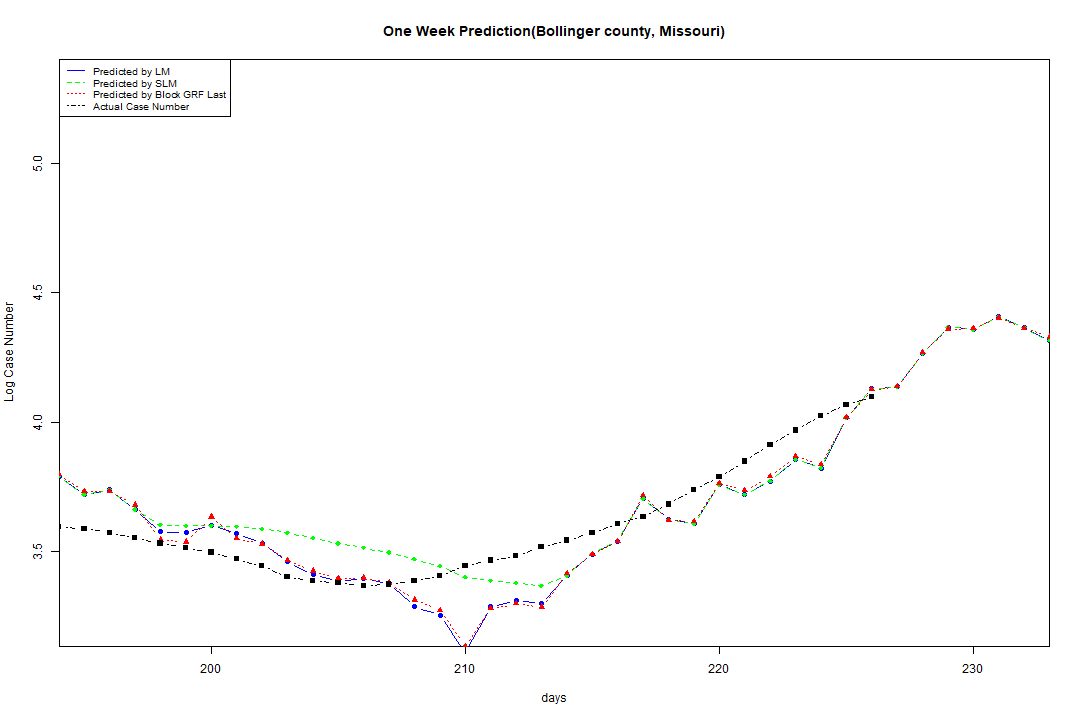 One Week Prediction(Bollinger county, Missouri)
Predicted by LM
Predicted by SLM
Predicted by Block GRF Last
Actual Case Number
5.0
4.5
4.0
3.5
Log Case Number
200
210
220
230
days